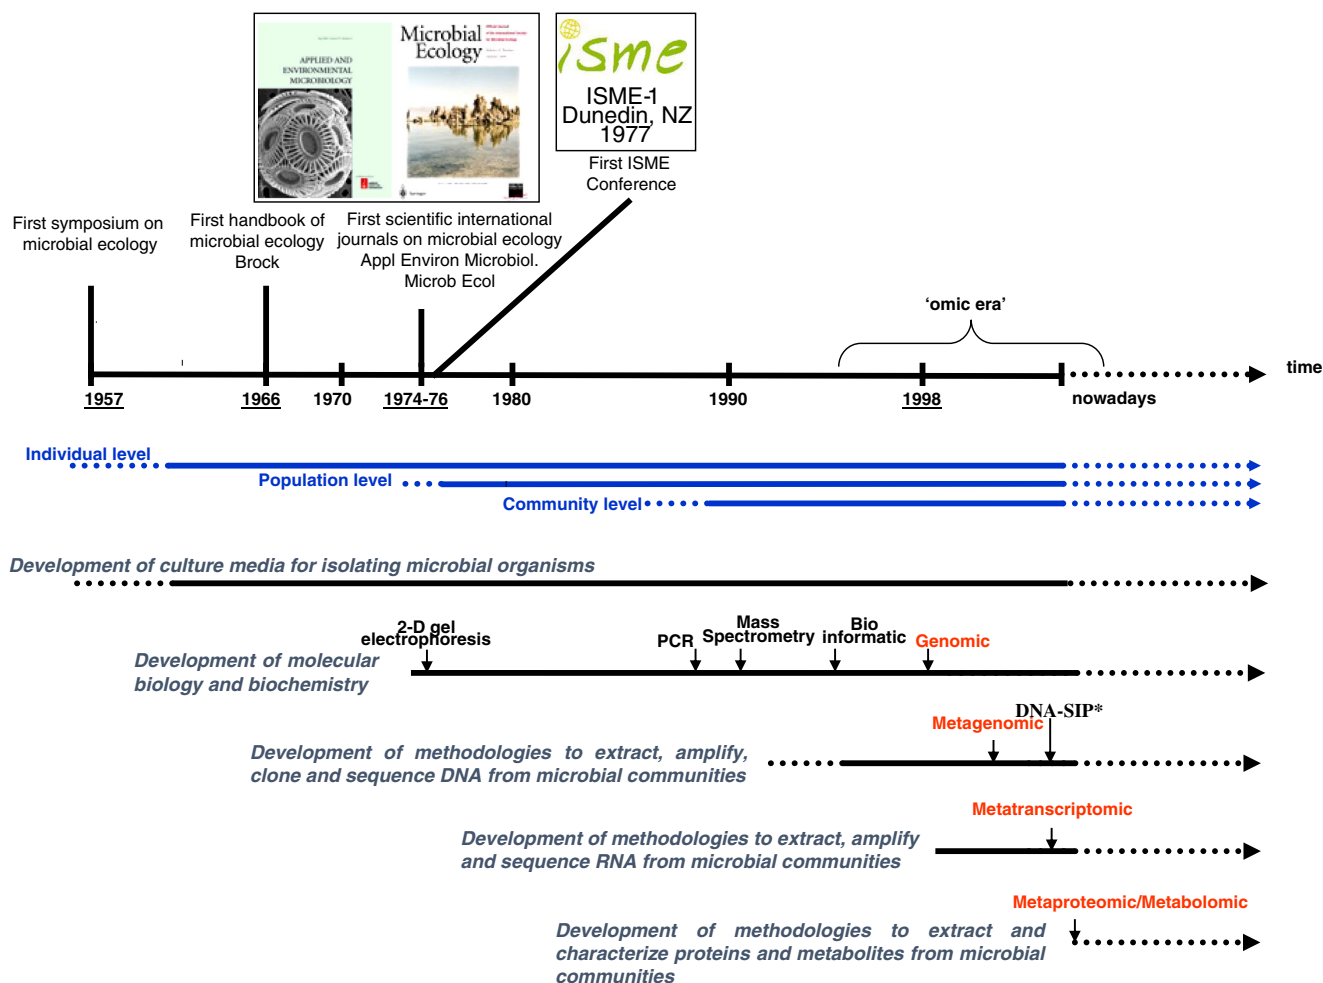 APPLIED AND
ENVIRONMENTAL
MICROBIOLOGY
Microbial
Ecology
Springer
isme
ISME-1
Dunedin, NZ
1977
First ISME
Conference
First symposium on
microbial ecology
First handbook of
microbial ecology
Brock
First scientific international
journals on microbial ecology
Appl Environ Microbiol.
Microb Ecol
'omic era'
time
1957
1966
1970
1974-76
1980
1990
1998
nowadays
Individual level
Population level
Community level
Development of culture media for isolating microbial organisms
2-D gel
electrophoresis
PCR
Mass
Spectrometry
Bio
informatic
Genomic
Development of molecular
biology and biochemistry
DNA-SIP*
Metagenomic
Development of methodologies to extract, amplify,
clone and sequence DNA from microbial communities
Metatranscriptomic
Development of methodologies to extract, amplify
and sequence RNA from microbial communities
Metaproteomic/Metabolomic
Development of methodologies to extract and
characterize proteins and metabolites from microbial
communities